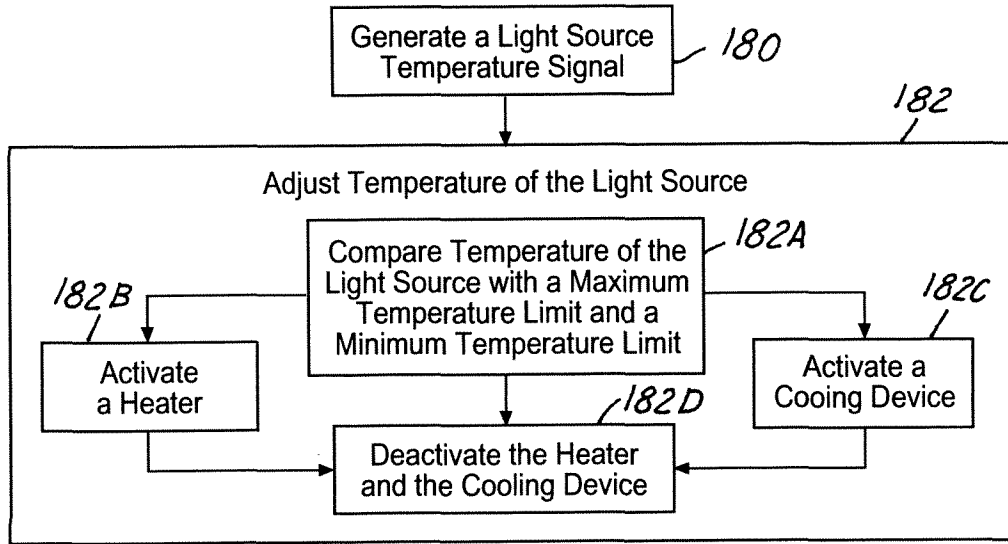 Generate a Light Source
Temperature Signal
180
182
Adjust Temperature of the Light Source
Compare Temperature of the
Light Source with a Maximum
Temperature Limit and a
Minimum Temperature Limit
182A
182B
Activate
a Heater
182C
Activate a
Cooing Device
182D
Deactivate the Heater
and the Cooling Device